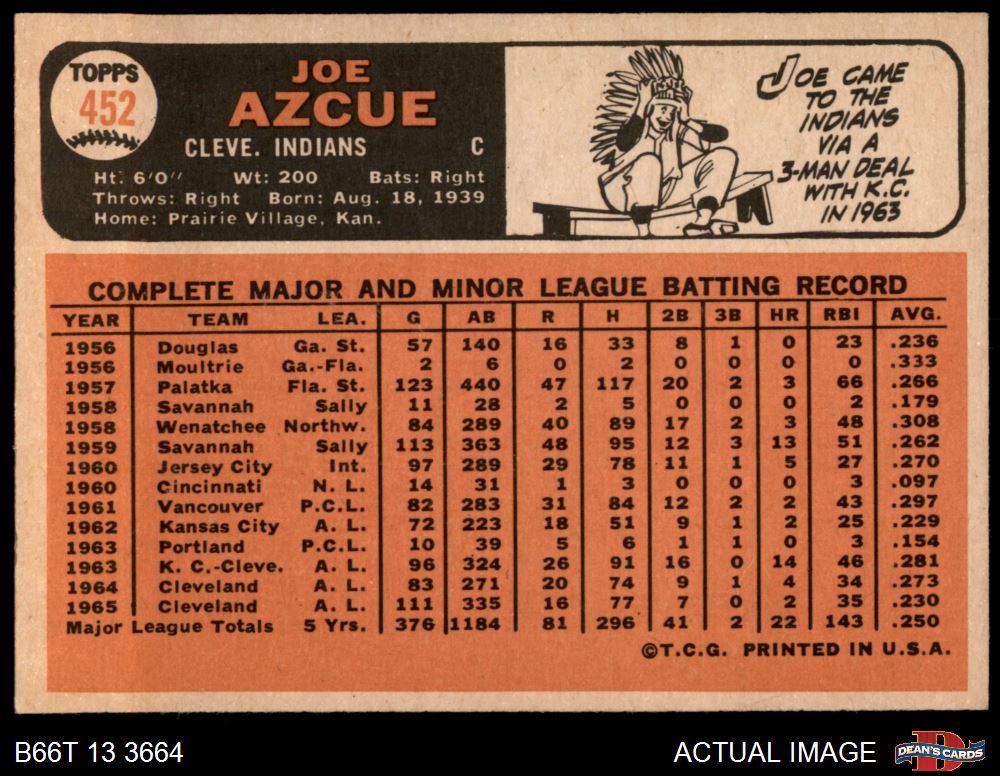 TOPPS
452
JOE
AZCUE
CLEVE. INDIANS C
Ht. 6'0" Wt: 200 Bats: Right
Throws: Right Born: Aug. 18, 1939
Home: Prairie Village, Kan.
JOE CAME
TO THE
INDIANS
VIA A
3-MAN DEAL
WITH K.C.
IN 1963
COMPLETE MAJOR AND MINOR LEAGUE BATTING RECORD
YEAR TEAM LEA. G AB R H 2B 3B HR RBI AVG.
1956 Douglas Ga. St. 57 140 16 33 8 1 0 23 .236
1956 Moultrie Ga.-Fla. 2 6 0 2 0 0 0 0 .333
1957 Palatka Fla. St. 123 440 47 117 20 2 3 66 .266
1958 Savannah Sally 11 28 2 5 0 0 0 2 .179
1958 Wenatchee Northw. 84 289 40 89 17 2 3 48 .308
1959 Savannah Sally 113 363 48 95 12 3 13 51 .262
1960 Jersey City Int. 97 289 29 78 11 1 5 27 .270
1960 Cincinnati N. L. 14 31 1 3 0 0 0 3 .097
1961 Vancouver P.C.L. 82 283 31 84 12 2 2 43 .297
1962 Kansas City A. L. 72 223 18 51 9 1 2 25 .229
1963 Portland P.C.L. 10 39 5 6 1 1 0 3 .154
1963 K. C.-Cleve. A. L. 96 324 26 91 16 0 14 46 .281
1964 Cleveland A. L. 83 271 20 74 9 1 4 34 .273
1965 Cleveland A. L. 111 335 16 77 7 0 2 35 .230
Major League Totals 5 Yrs. 376 1184 81 296 41 2 22 143 .250
©T.C.G. PRINTED IN U.S.A.
B66T 13 3664 ACTUAL IMAGE DEAN'S CARDS